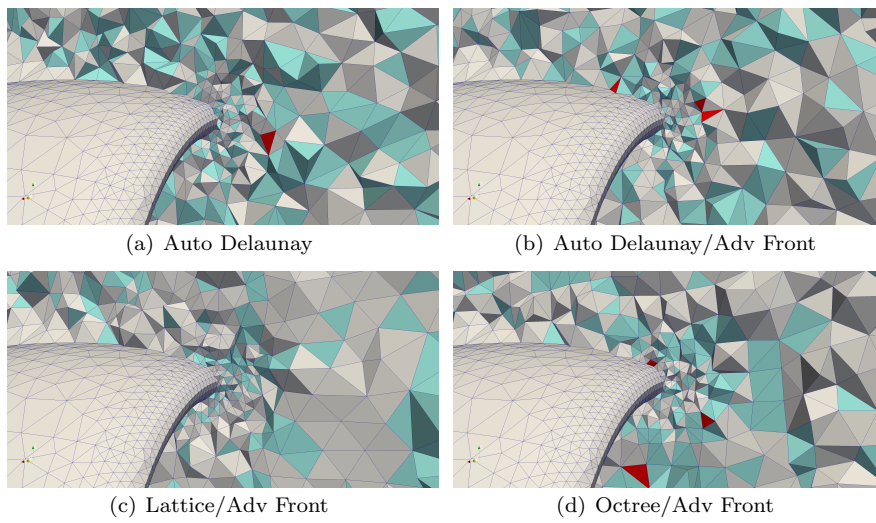 (a) Auto Delaunay
(b) Auto Delaunay/Adv Front
(c) Lattice/Adv Front
(d) Octree/Adv Front